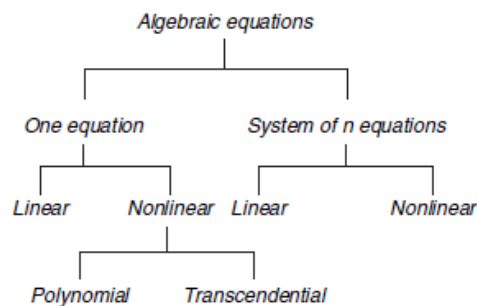 Algebraic equations
One equation System of n equations
Linear Nonlinear Linear Nonlinear
Polynomial Transcendential